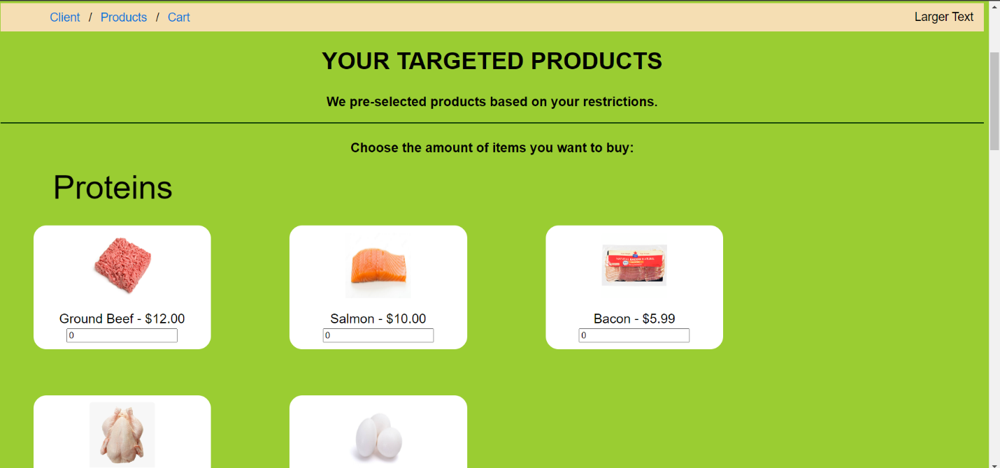 Client / Products / Cart
Larger Text
YOUR TARGETED PRODUCTS
We pre-selected products based on your restrictions.
Choose the amount of items you want to buy:
Proteins
Ground Beef - $12.00
0
Salmon - $10.00
0
Bacon - $5.99
0